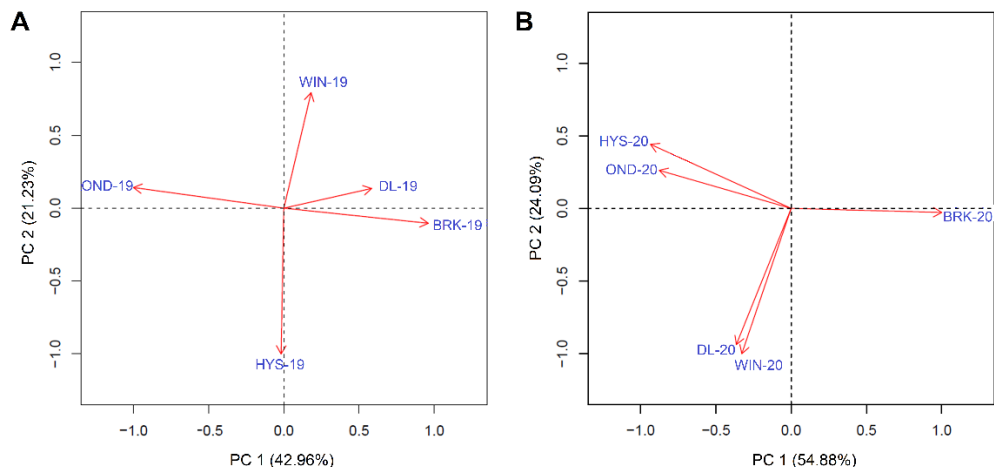 A
1.0
0.5
0.0
−0.5
−1.0
PC 2 (21.23%)
WIN-19
OND-19
DL-19
BRK-19
HYS-19
−1.0 −0.5 0.0 0.5 1.0
PC 1 (42.96%)
B
1.0
0.5
0.0
−0.5
−1.0
PC 2 (24.09%)
HYS-20
OND-20
BRK-20
DL-20
WIN-20
−1.0 −0.5 0.0 0.5 1.0
PC 1 (54.88%)